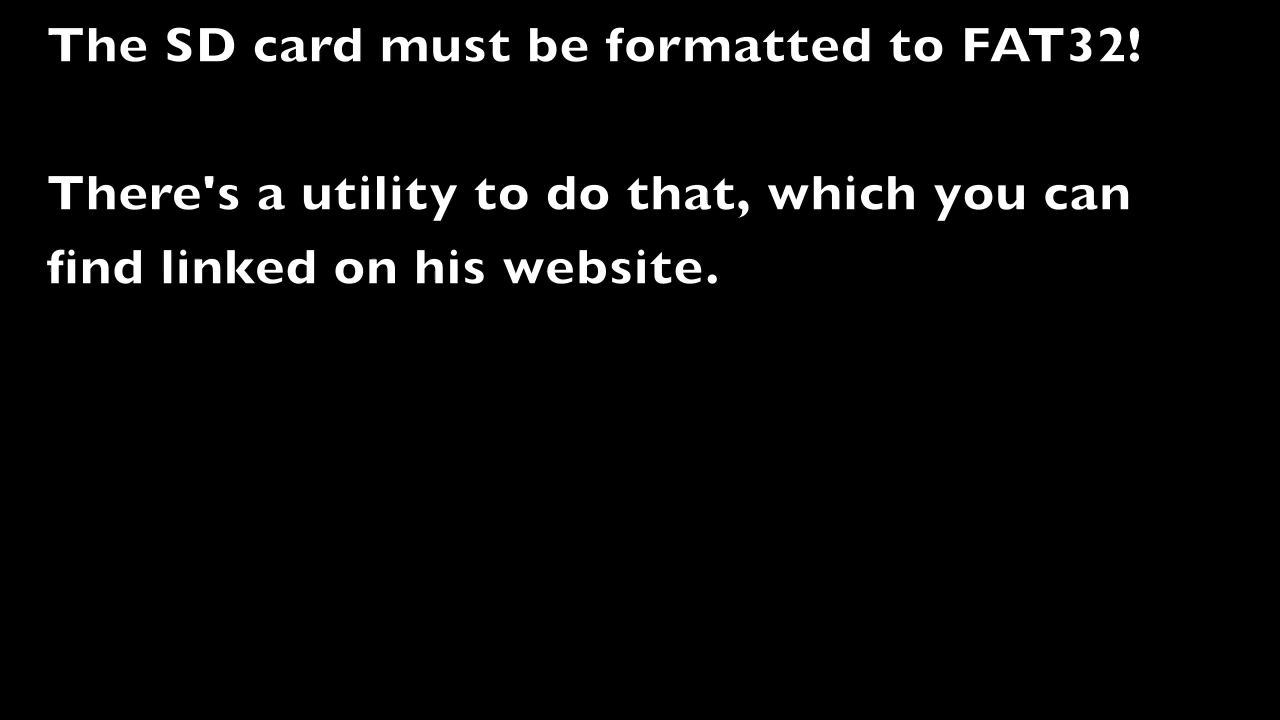 The SD card must be formatted to FAT32!
There's a utility to do that, which you can
find linked on his website.